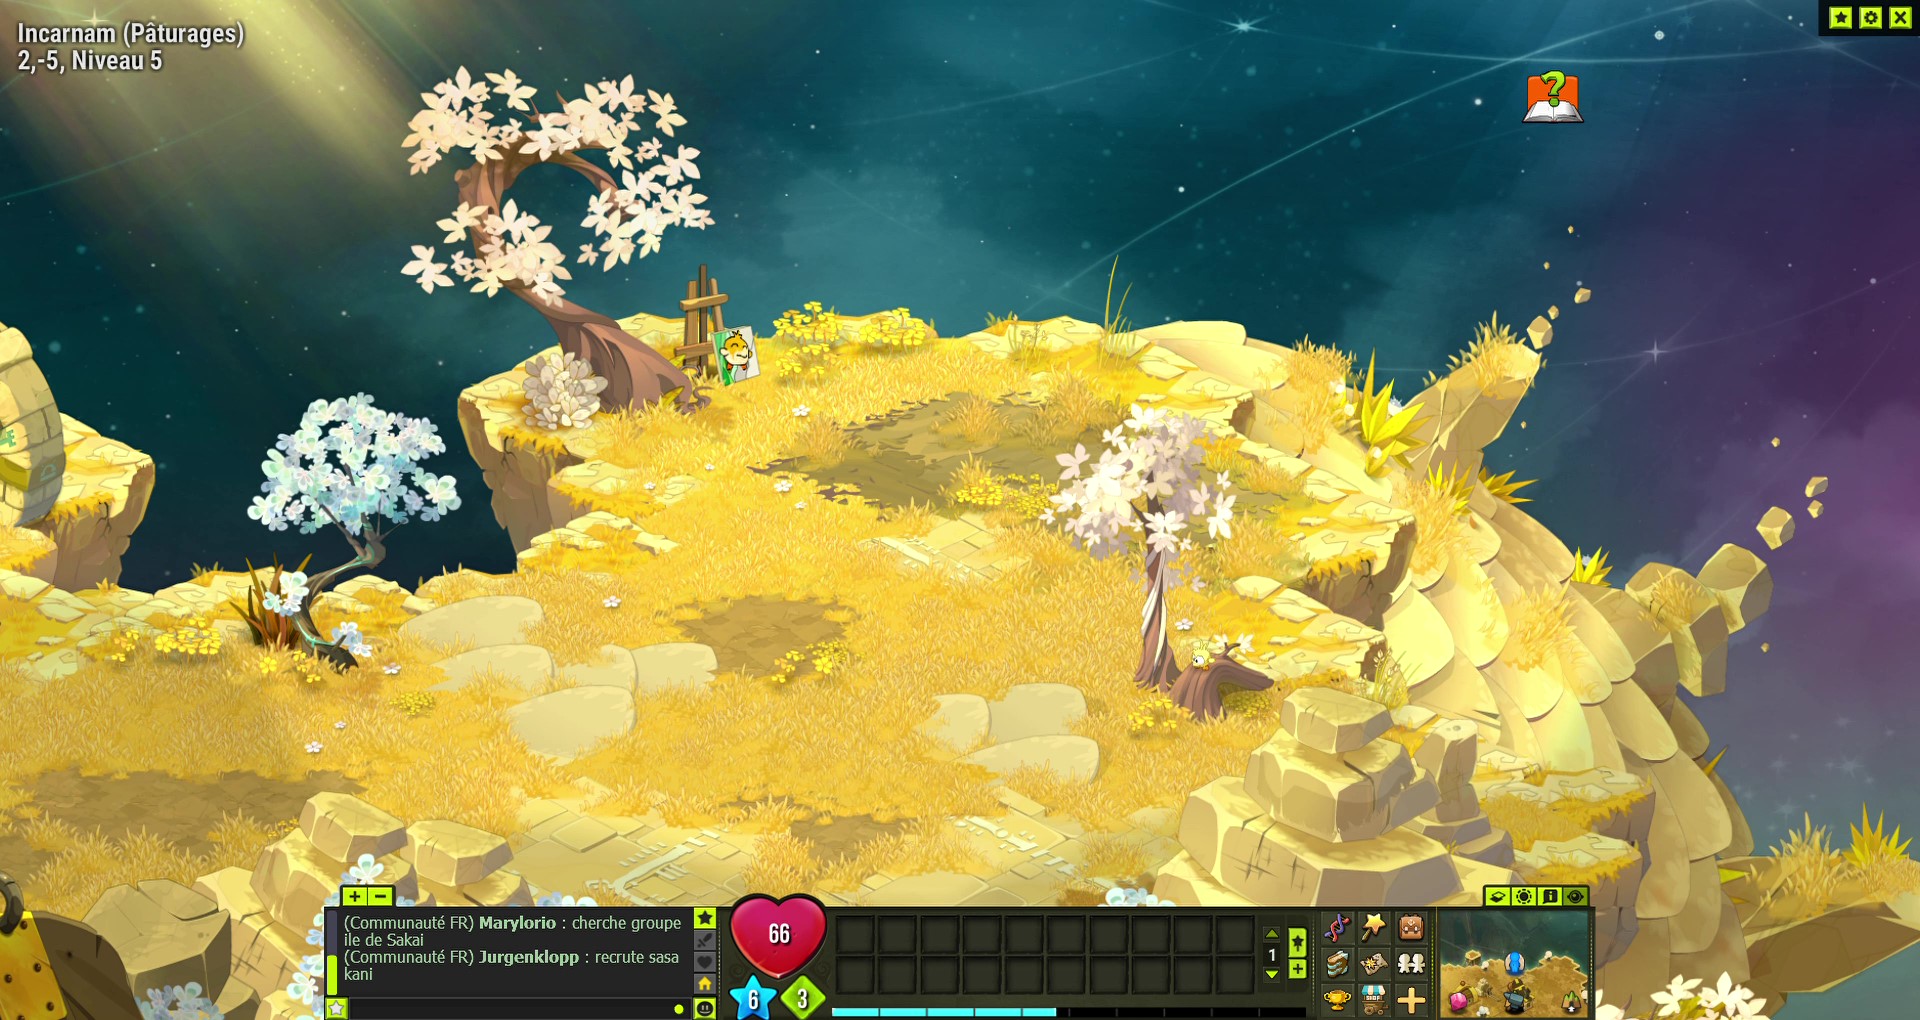 Incarnam (Pâturages)
2,-5, Niveau 5
(Communauté FR) Marylorio : cherche groupe
ile de Sakai
(Communauté FR) Jurgenklopp : recrute sasa
kani
66
6
3
1
SHOP